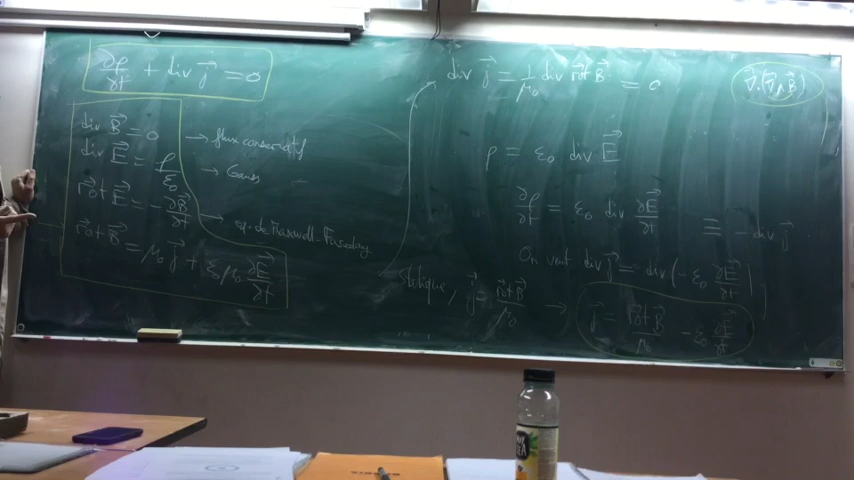 ∂ρ/∂t + div j⃗ = 0
div B⃗ = 0 → flux conservatif
div E⃗ = ρ/ε₀ → Gauss
rot⃗ E⃗ = -∂B⃗/∂t → eq. de Maxwell-Faraday
rot⃗ B⃗ = μ₀ j⃗ + ε₀μ₀ ∂E⃗/∂t
div j⃗ = 1/μ₀ div rot⃗ B⃗ = 0
∇⃗.(∇⃗∧B⃗)
ρ = ε₀ div E⃗
∂ρ/∂t = ε₀ div ∂E⃗/∂t ≡ - div j⃗
On veut div j⃗ = -div(-ε₀ ∂E⃗/∂t)
Statique, j⃗ = rot⃗ B⃗/μ₀ → j⃗ = rot⃗ B⃗/μ₀ - ε₀ ∂E⃗/∂t